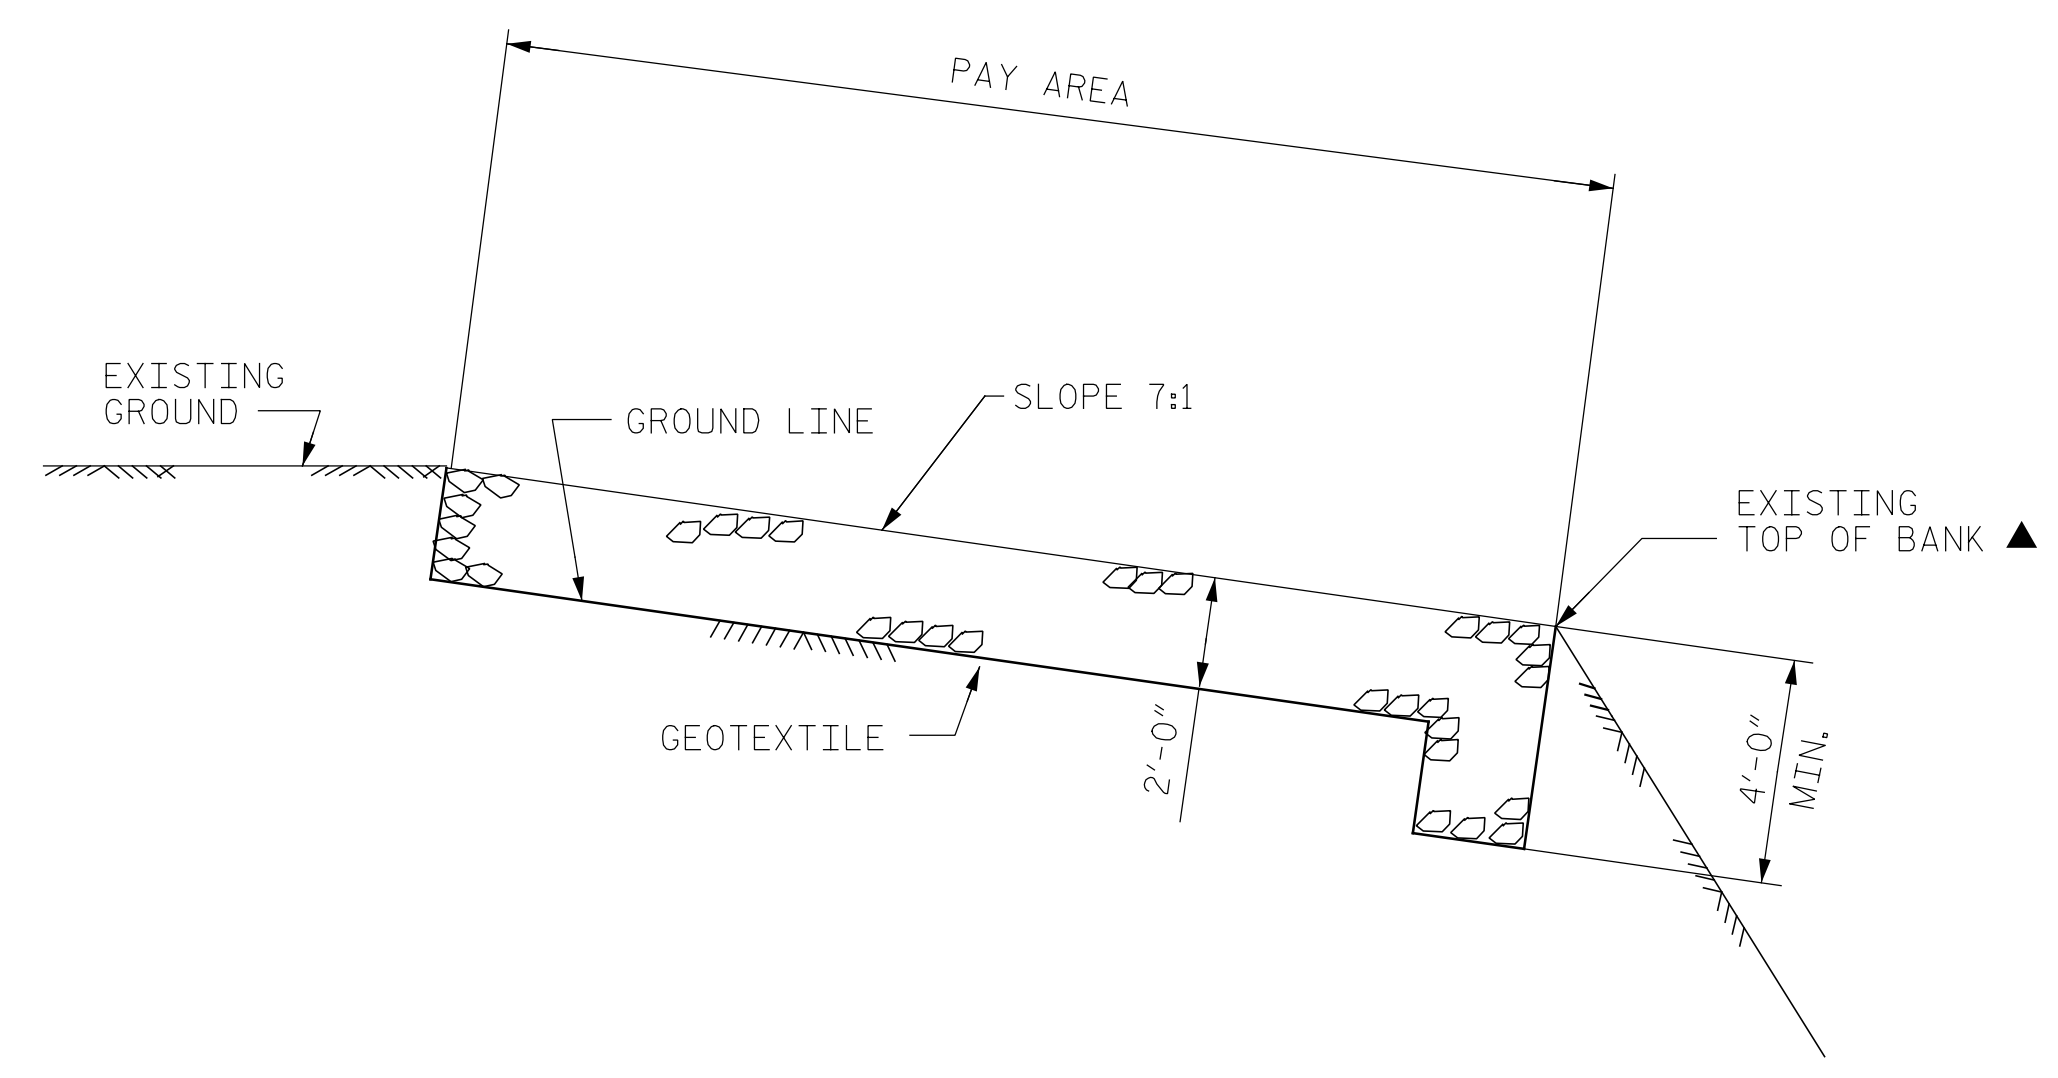 PAY AREA
EXISTING
GROUND
GROUND LINE
SLOPE 7:1
EXISTING
TOP OF BANK ▲
GEOTEXTILE
2'-0"
4'-0"
MIN.